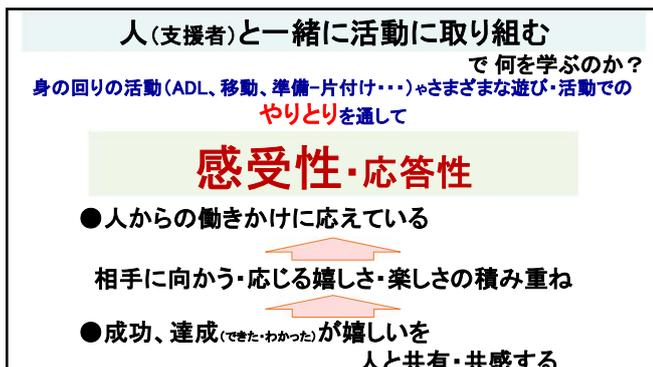 人（支援者）と一緒に活動に取り組む
で 何を学ぶのか？
身の回りの活動（ADL、移動、準備-片付け・・・）やさまざまな遊び・活動での
やりとりを通して
感受性・応答性
●人からの働きかけに応えている
相手に向かう・応じる嬉しさ・楽しさの積み重ね
●成功、達成（できた・わかった）が嬉しいを
人と共有・共感する